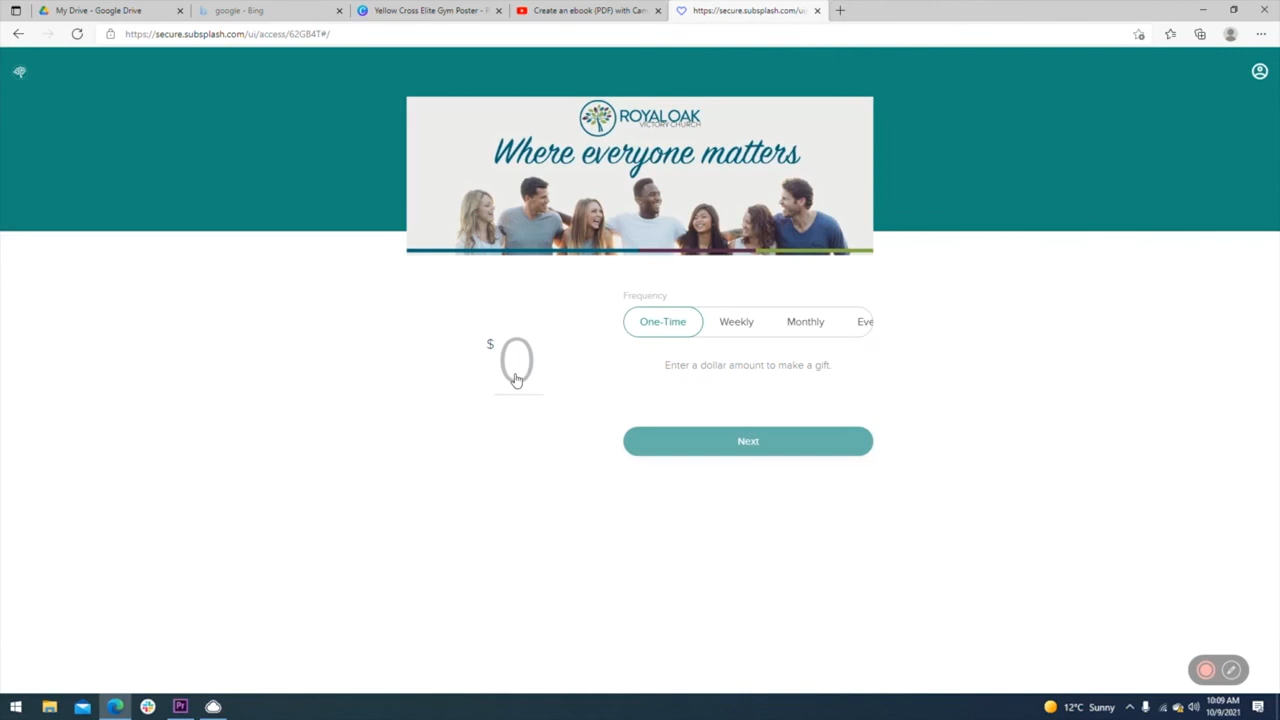 My Drive - Google Drive
google - Bing
Yellow Cross Elite Gym Poster - F
Create an ebook (PDF) with Can
https://secure.subsplash.com/u
https://secure.subsplash.com/ui/access/62GB4T#/
ROYAL OAK
VICTORY CHURCH
Where everyone matters
Frequency
One-Time Weekly Monthly Eve
$ 0
Enter a dollar amount to make a gift.
Next
12°C Sunny
10:09 AM
10/9/2021